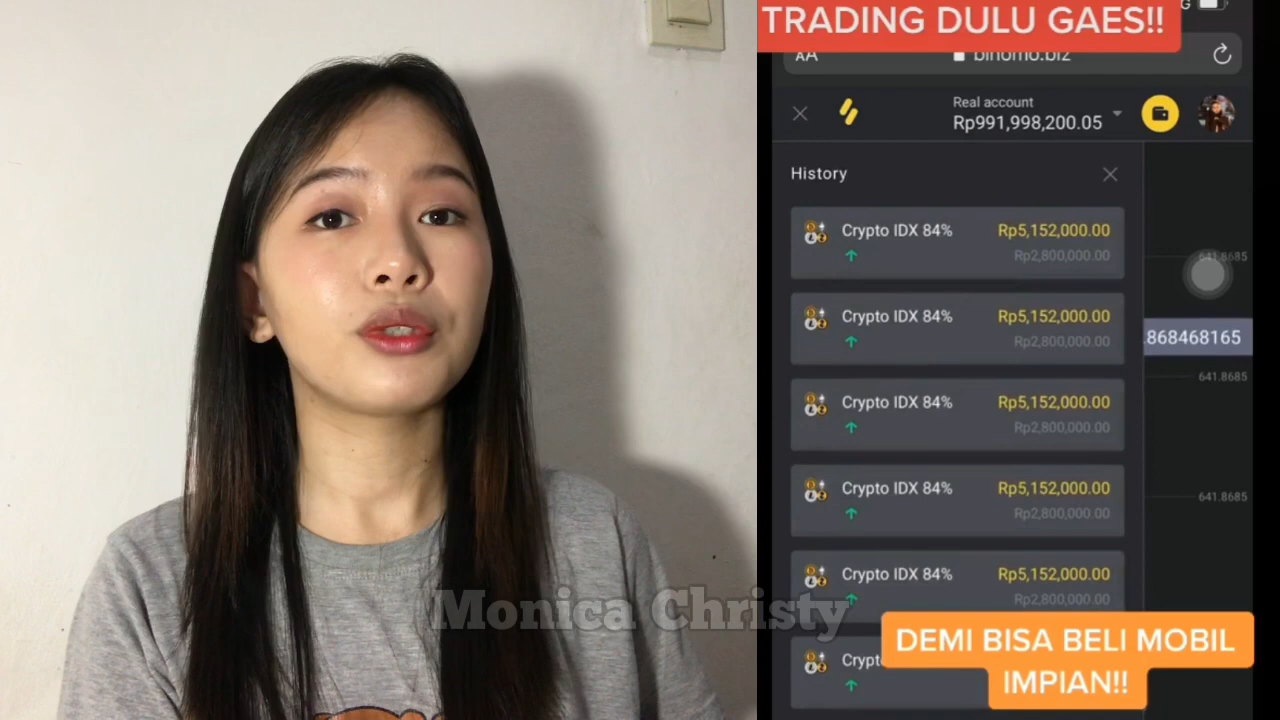 TRADING DULU GAES!!
G
AA
binomo.biz
Real account
Rp991,998,200.05
History
Crypto IDX 84%
Rp5,152,000.00
Rp2,800,000.00
641.8685
Crypto IDX 84%
Rp5,152,000.00
Rp2,800,000.00
.868468165
641.8685
Crypto IDX 84%
Rp5,152,000.00
Rp2,800,000.00
Crypto IDX 84%
Rp5,152,000.00
Rp2,800,000.00
641.8685
Crypto IDX 84%
Rp5,152,000.00
Rp2,800,000.00
Monica Christy
DEMI BISA BELI MOBIL
IMPIAN!!
Crypt